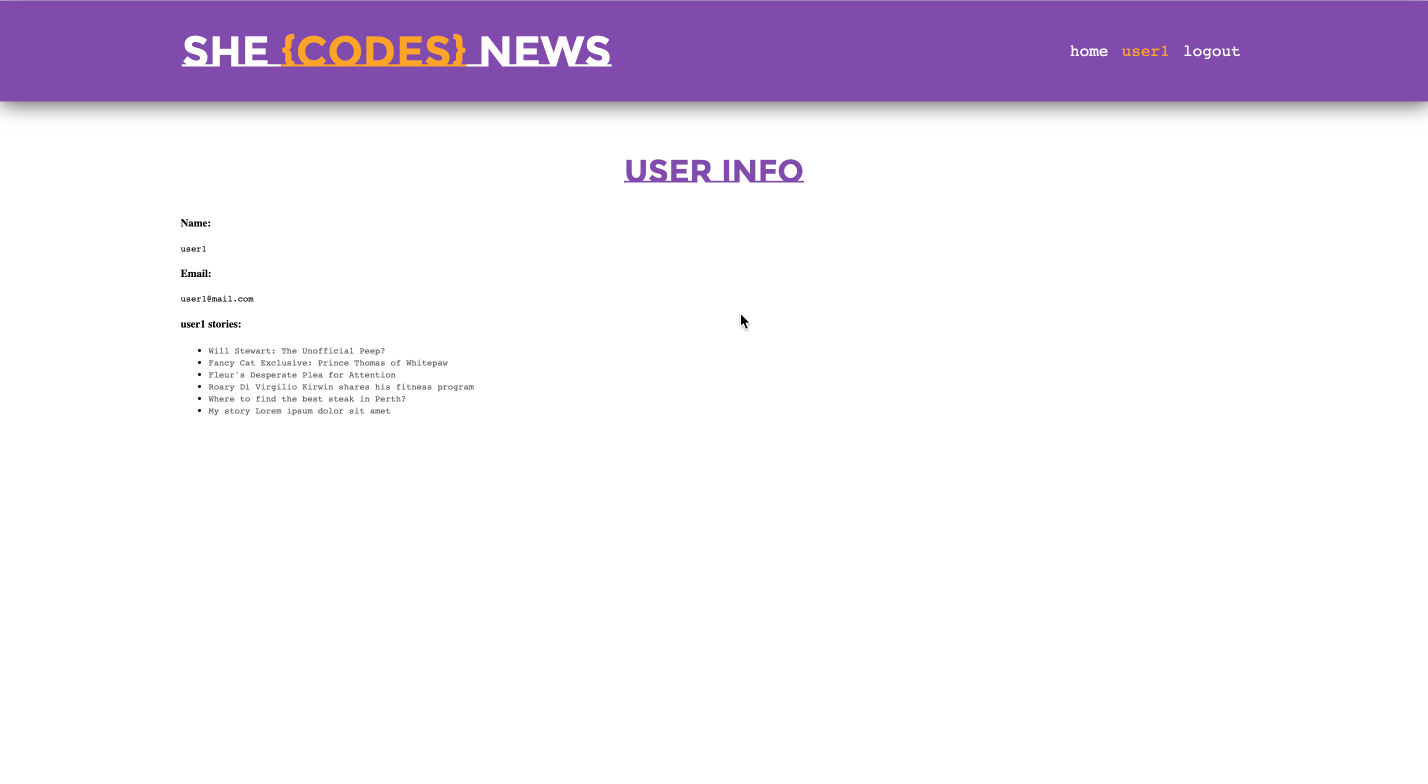 SHE {CODES} NEWS
home user1 logout
USER INFO
Name:
user1
Email:
user1@mail.com
user1 stories:
Will Stewart: The Unofficial Peep?
Fancy Cat Exclusive: Prince Thomas of Whitepaw
Fleur's Desperate Plea for Attention
Roary Di Virgilio Kirwin shares his fitness program
Where to find the best steak in Perth?
My story Lorem ipsum dolor sit amet